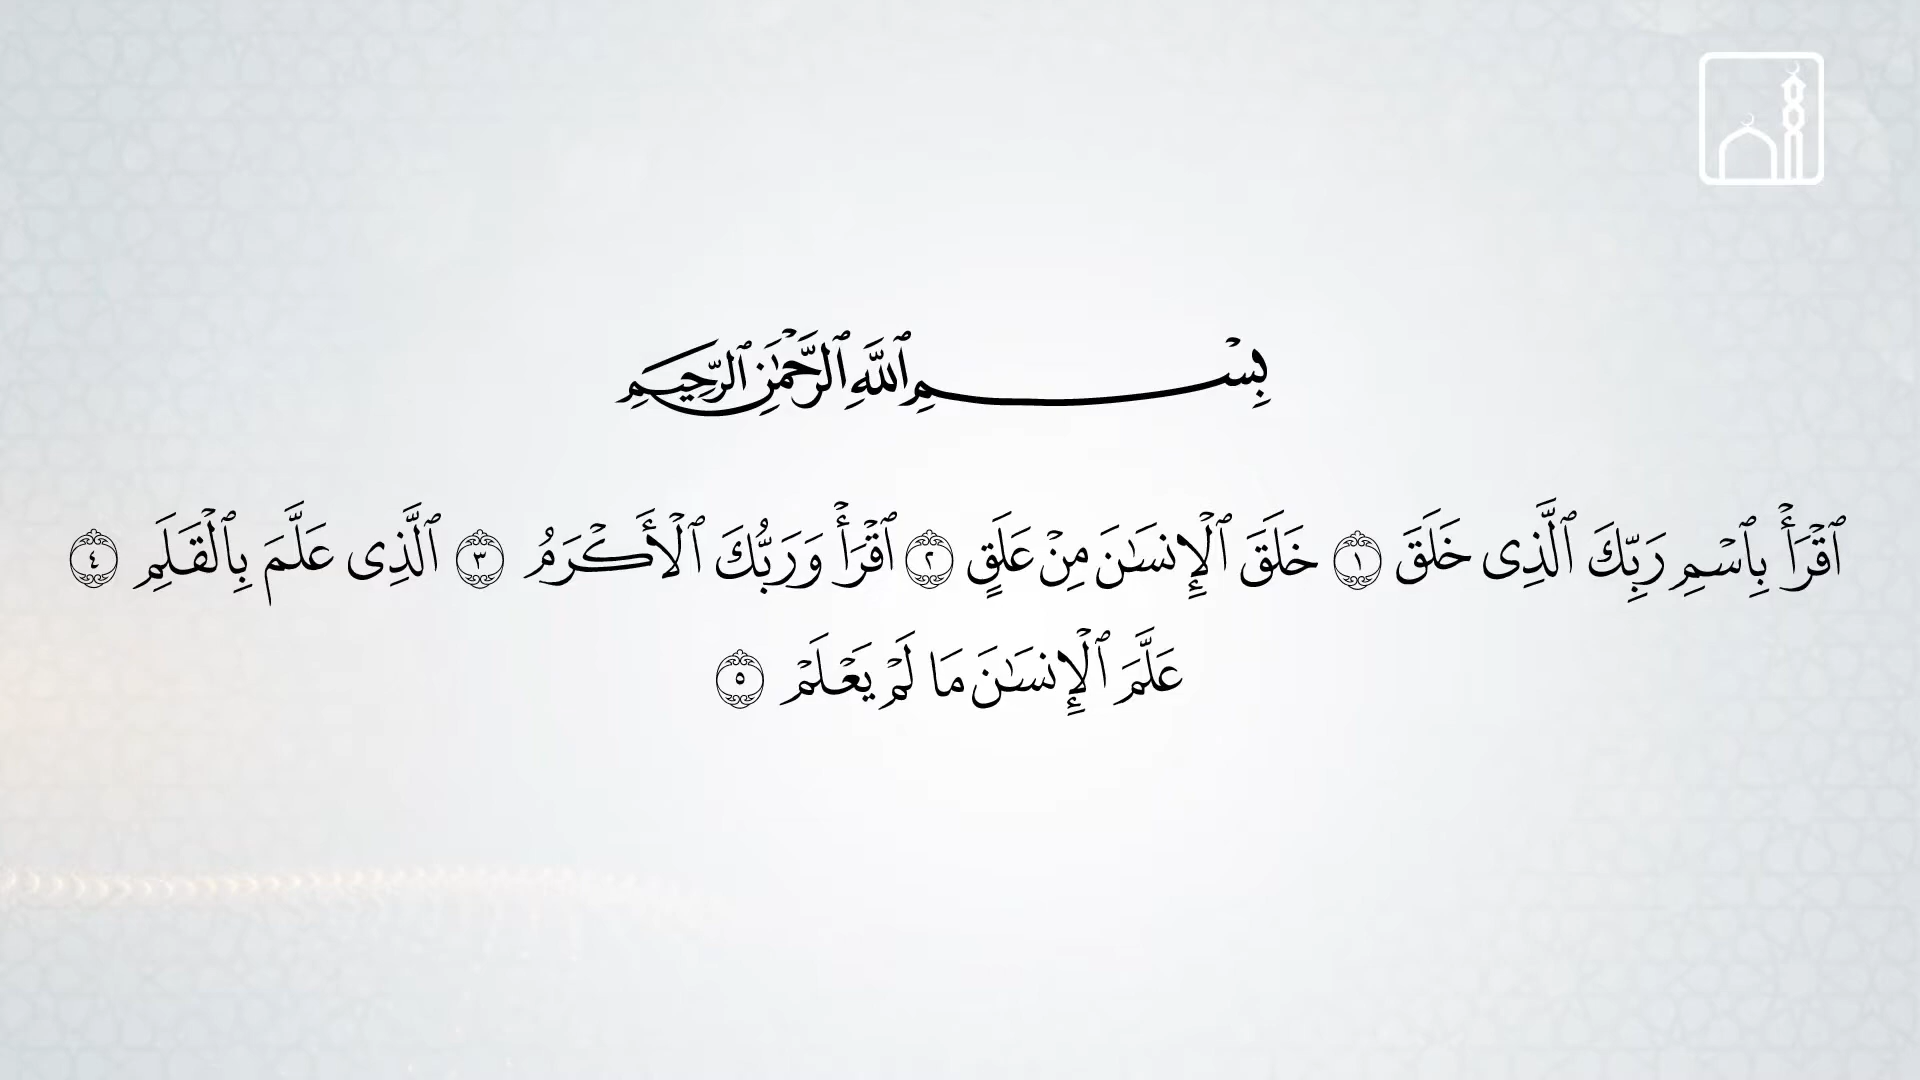 بِسْمِ ٱللَّهِ ٱلرَّحْمَٰنِ ٱلرَّحِيمِ
ٱقْرَأْ بِٱسْمِ رَبِّكَ ٱلَّذِى خَلَقَ ۝١ خَلَقَ ٱلْإِنسَٰنَ مِنْ عَلَقٍ ۝٢ ٱقْرَأْ وَرَبُّكَ ٱلْأَكْرَمُ ۝٣ ٱلَّذِى عَلَّمَ بِٱلْقَلَمِ ۝٤
عَلَّمَ ٱلْإِنسَٰنَ مَا لَمْ يَعْلَمْ ۝٥